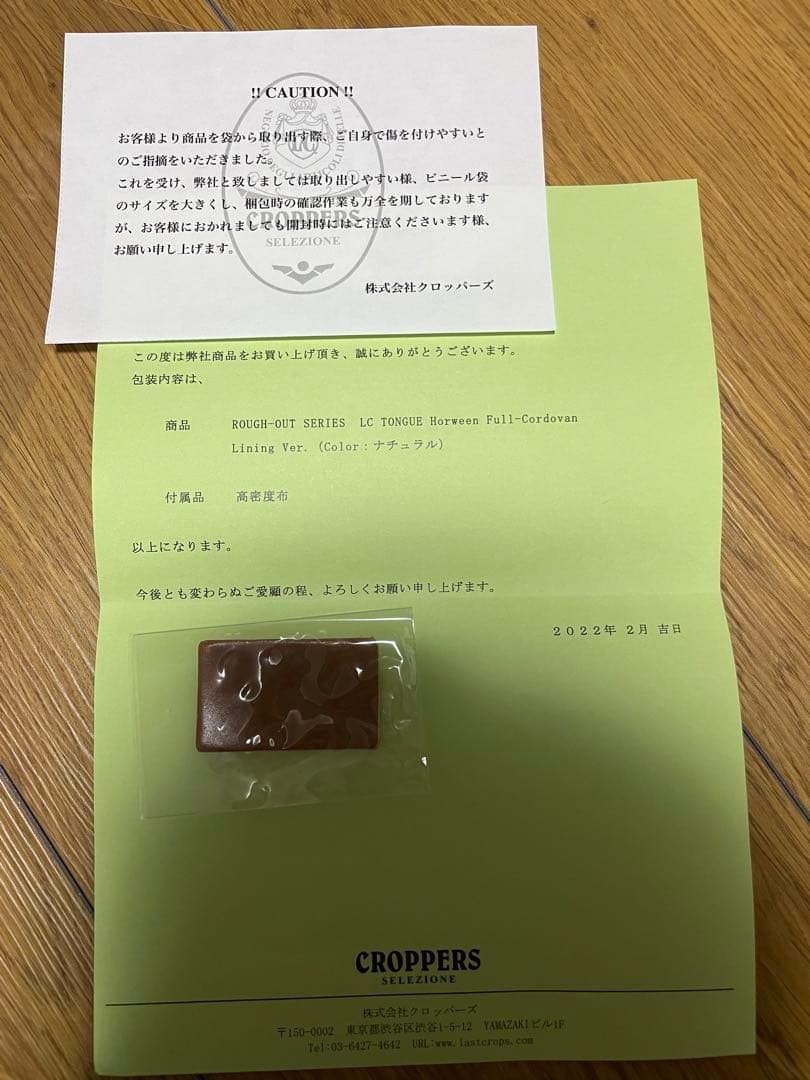 !! CAUTION !!
お客様より商品を袋から取り出す際、ご自身で傷を付けやすいと
のご指摘をいただきました。
これを受け、弊社と致しましては取り出しやすい様、ビニール袋
のサイズを大きくし、梱包時の確認作業も万全を期しております
が、お客様におかれましても開封時にはご注意くださいます様、
お願い申し上げます。
CROPPERS
SELEZIONE
株式会社クロッパーズ
この度は弊社商品をお買い上げ頂き、誠にありがとうございます。
包装内容は、
商品 ROUGH-OUT SERIES LC TONGUE Horween Full-Cordovan
Lining Ver. (Color：ナチュラル)
付属品 高密度布
以上になります。
今後とも変わらぬご愛顧の程、よろしくお願い申し上げます。
２０２２年 ２月 吉日
CROPPERS
SELEZIONE
株式会社クロッパーズ
〒150-0002 東京都渋谷区渋谷1-5-12 YAMAZAKIビル1F
Tel:03-6427-4642 URL:www.lastcrops.com